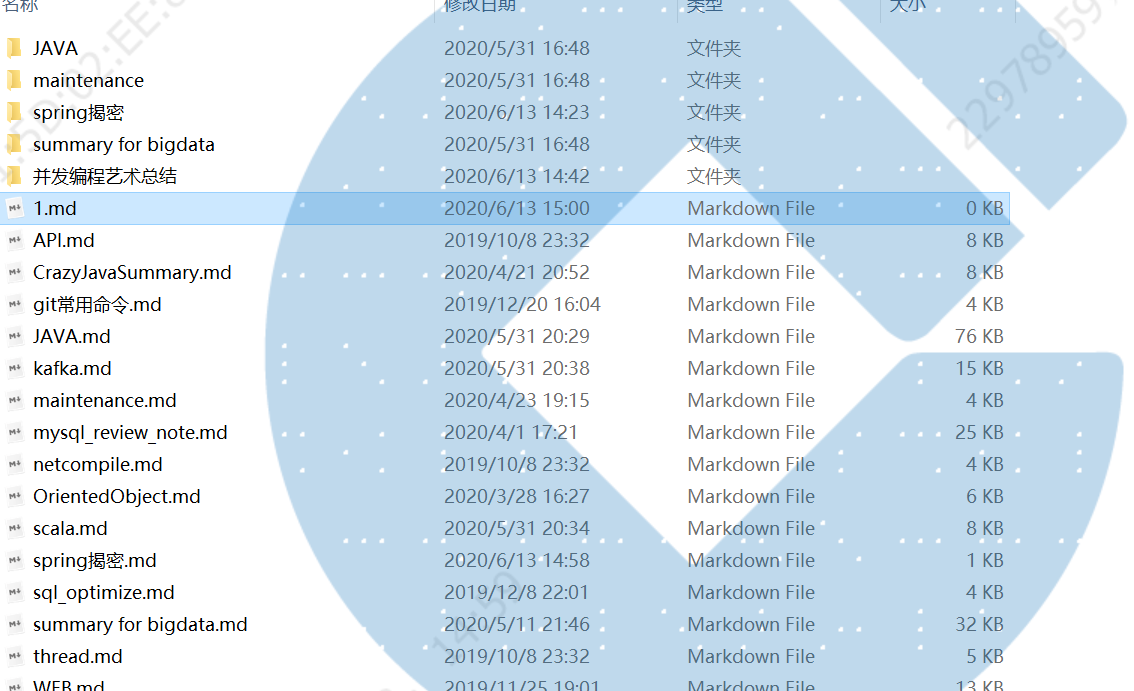 名称 修改日期 类型 大小
JAVA 2020/5/31 16:48 文件夹
maintenance 2020/5/31 16:48 文件夹
spring揭密 2020/6/13 14:23 文件夹
summary for bigdata 2020/5/31 16:48 文件夹
并发编程艺术总结 2020/6/13 14:42 文件夹
1.md 2020/6/13 15:00 Markdown File 0 KB
API.md 2019/10/8 23:32 Markdown File 8 KB
CrazyJavaSummary.md 2020/4/21 20:52 Markdown File 8 KB
git常用命令.md 2019/12/20 16:04 Markdown File 4 KB
JAVA.md 2020/5/31 20:29 Markdown File 76 KB
kafka.md 2020/5/31 20:38 Markdown File 15 KB
maintenance.md 2020/4/23 19:15 Markdown File 4 KB
mysql_review_note.md 2020/4/1 17:21 Markdown File 25 KB
netcompile.md 2019/10/8 23:32 Markdown File 4 KB
OrientedObject.md 2020/3/28 16:27 Markdown File 6 KB
scala.md 2020/5/31 20:34 Markdown File 8 KB
spring揭密.md 2020/6/13 14:58 Markdown File 1 KB
sql_optimize.md 2019/12/8 22:01 Markdown File 4 KB
summary for bigdata.md 2020/5/11 21:46 Markdown File 32 KB
thread.md 2019/10/8 23:32 Markdown File 5 KB
WEB.md 2019/11/25 19:01 Markdown File 13 KB
14:59